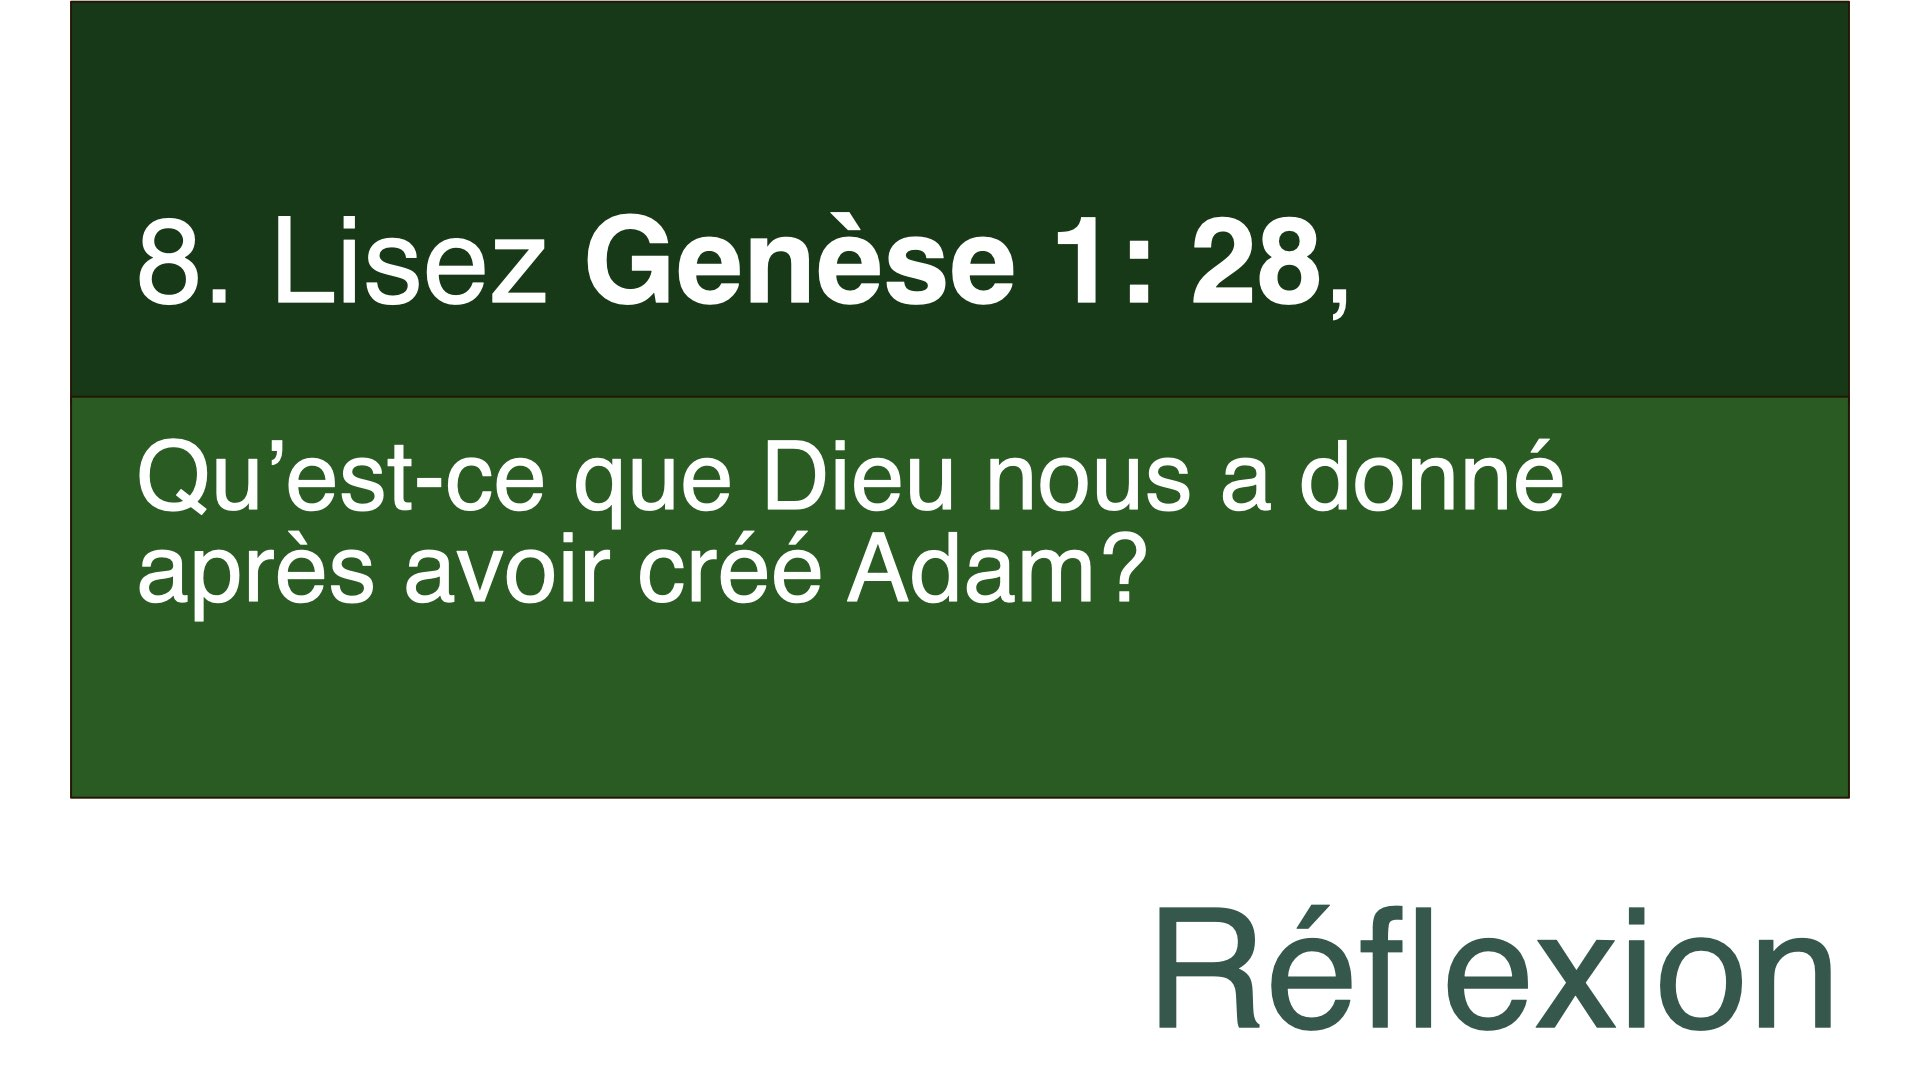 8. Lisez Genèse 1: 28,
Qu’est-ce que Dieu nous a donné
après avoir créé Adam?
Réflexion